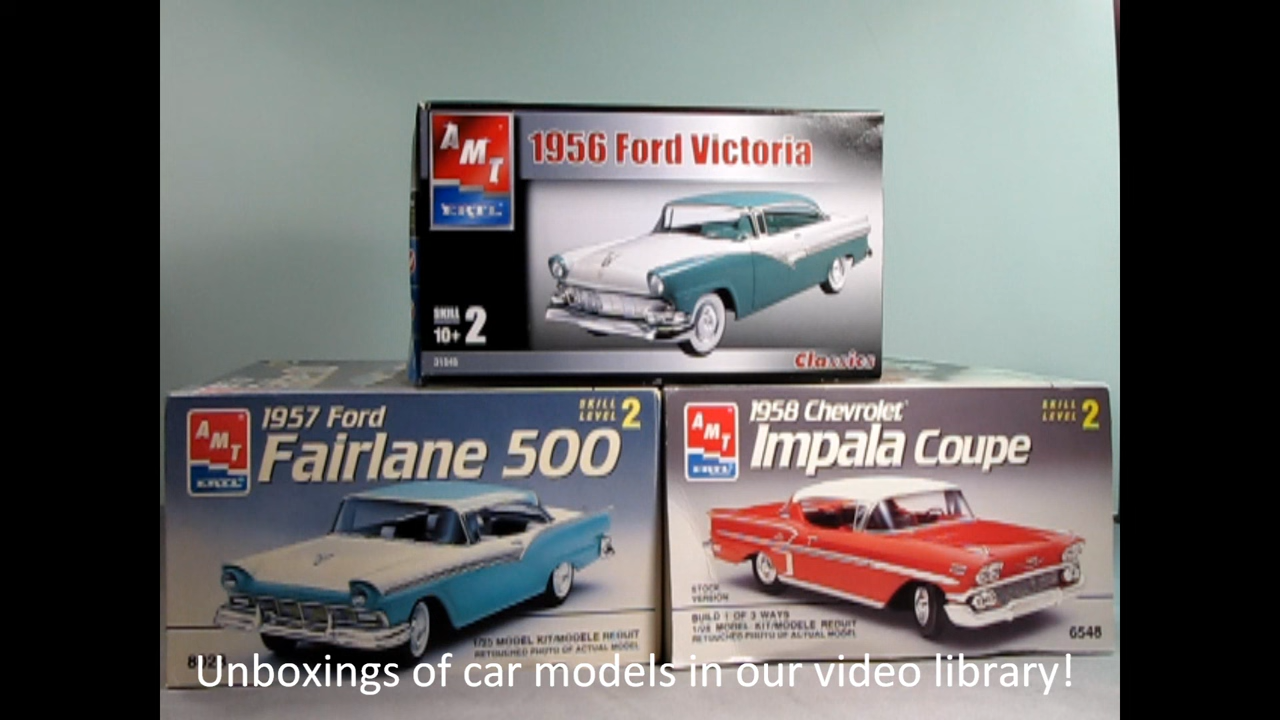 AMT
ERTL
1956 Ford Victoria
SKILL
10+ 2
Classics
AMT
ERTL
1957 Ford
Fairlane 500
SKILL
LEVEL 2
1/25 MODEL KIT/MODELE REDUIT
RETOUCHED PHOTO OF ACTUAL MODEL
AMT
ERTL
1958 Chevrolet
Impala Coupe
SKILL
LEVEL 2
STOCK
VERSION
BUILD 1 OF 3 WAYS
1/25 MODEL KIT/MODELE REDUIT
RETOUCHED PHOTO OF ACTUAL MODEL
6548
Unboxings of car models in our video library!